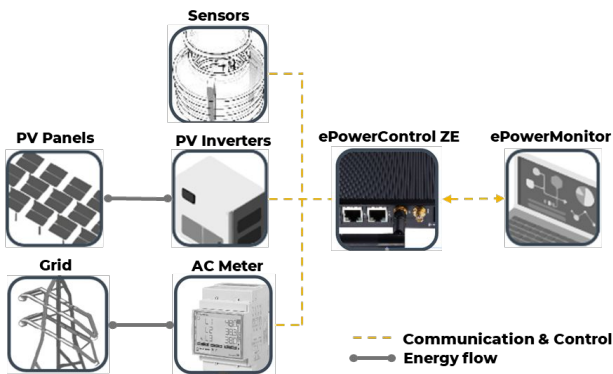 Sensors
PV Panels
PV Inverters
ePowerControl ZE
ePowerMonitor
Grid
AC Meter
Communication & Control
Energy flow